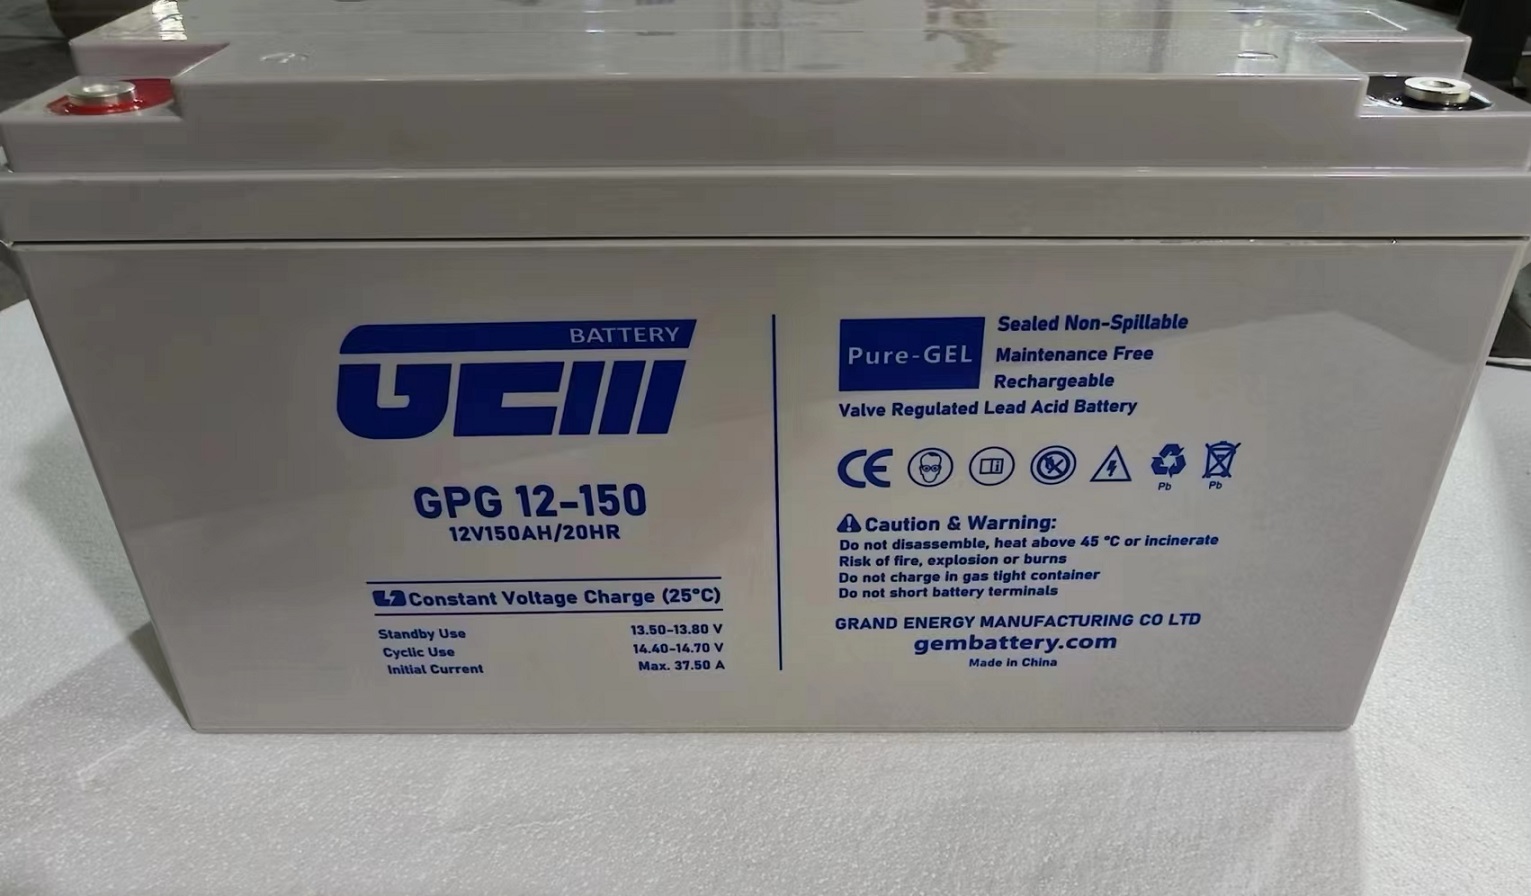 BATTERY
GEM
GPG 12-150
12V150AH/20HR
Constant Voltage Charge (25°C)
Standby Use 13.50-13.80 V
Cyclic Use 14.40-14.70 V
Initial Current Max. 37.50 A
Pure-GEL
Sealed Non-Spillable
Maintenance Free
Rechargeable
Valve Regulated Lead Acid Battery
CE
Pb Pb
Caution & Warning:
Do not disassemble, heat above 45 °C or incinerate
Risk of fire, explosion or burns
Do not charge in gas tight container
Do not short battery terminals
GRAND ENERGY MANUFACTURING CO LTD
gembattery.com
Made in China